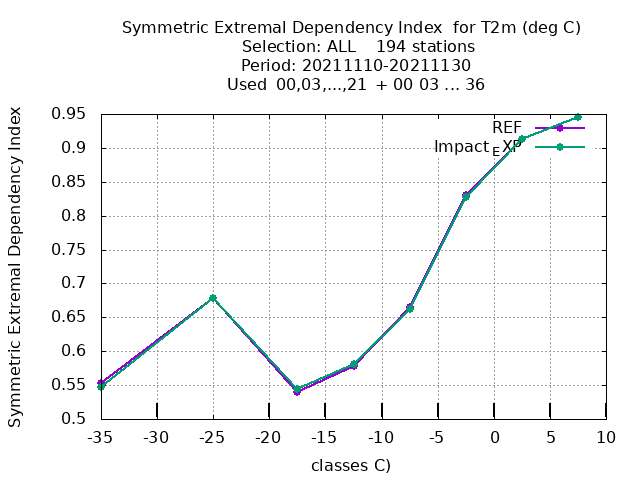 Symmetric Extremal Dependency Index  for T2m (deg C)
Selection: ALL    194 stations
Period: 20211110-20211130
Used  00,03,...,21  + 00 03 ... 36
Symmetric Extremal Dependency Index
0.95
0.9
0.85
0.8
0.75
0.7
0.65
0.6
0.55
0.5
REF
Impact_EXP
-35 -30 -25 -20 -15 -10 -5 0 5 10
classes C)